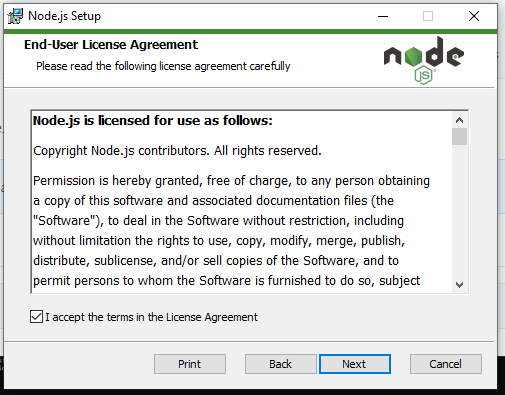 Node.js Setup
End-User License Agreement
Please read the following license agreement carefully
node
JS
Node.js is licensed for use as follows:
Copyright Node.js contributors. All rights reserved.
Permission is hereby granted, free of charge, to any person obtaining
a copy of this software and associated documentation files (the
"Software"), to deal in the Software without restriction, including
without limitation the rights to use, copy, modify, merge, publish,
distribute, sublicense, and/or sell copies of the Software, and to
permit persons to whom the Software is furnished to do so, subject
I accept the terms in the License Agreement
Print
Back
Next
Cancel